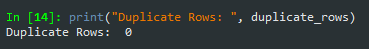 In [14]: print("Duplicate Rows: ", duplicate_rows)
Duplicate Rows:  0